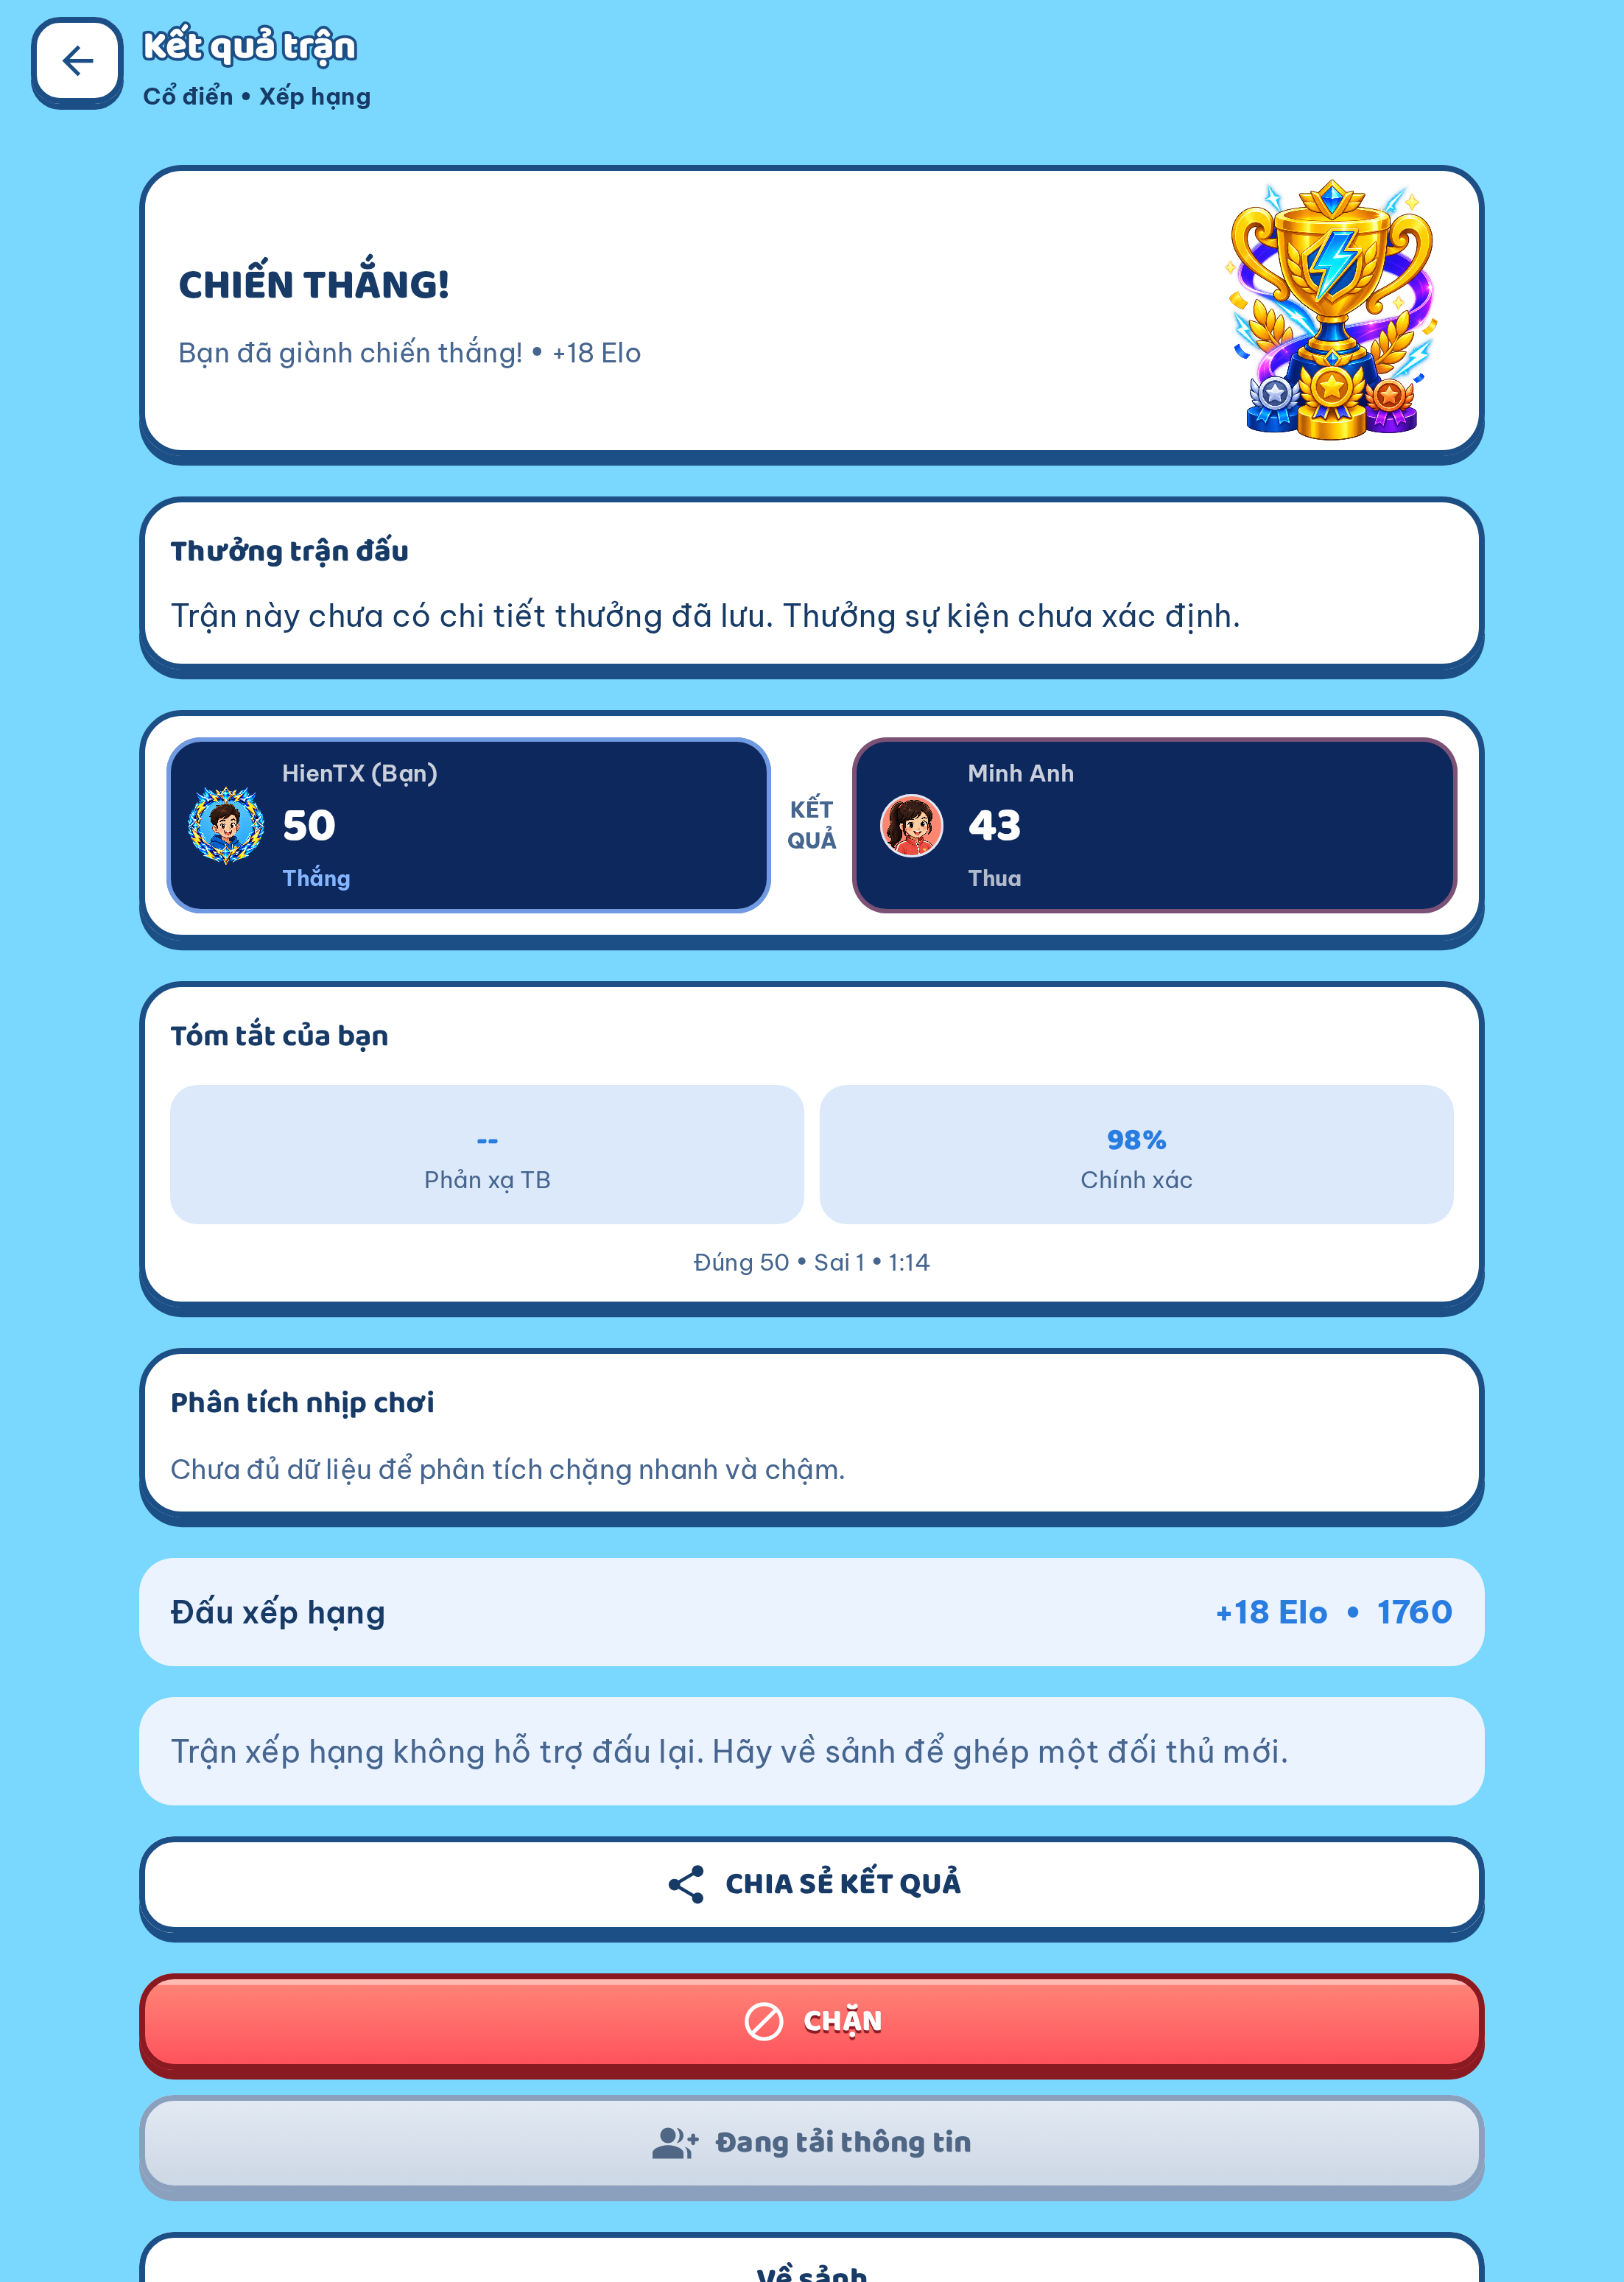 Kết quả trận
Cổ điển • Xếp hạng
CHIẾN THẮNG!
Bạn đã giành chiến thắng! • +18 Elo
Thưởng trận đấu
Trận này chưa có chi tiết thưởng đã lưu. Thưởng sự kiện chưa xác định.
HienTX (Bạn)
50
Thắng
KẾT
QUẢ
Minh Anh
43
Thua
Tóm tắt của bạn
--
Phản xạ TB
98%
Chính xác
Đúng 50 • Sai 1 • 1:14
Phân tích nhịp chơi
Chưa đủ dữ liệu để phân tích chặng nhanh và chậm.
Đấu xếp hạng
+18 Elo • 1760
Trận xếp hạng không hỗ trợ đấu lại. Hãy về sảnh để ghép một đối thủ mới.
CHIA SẺ KẾT QUẢ
CHẶN
Đang tải thông tin
Về sảnh